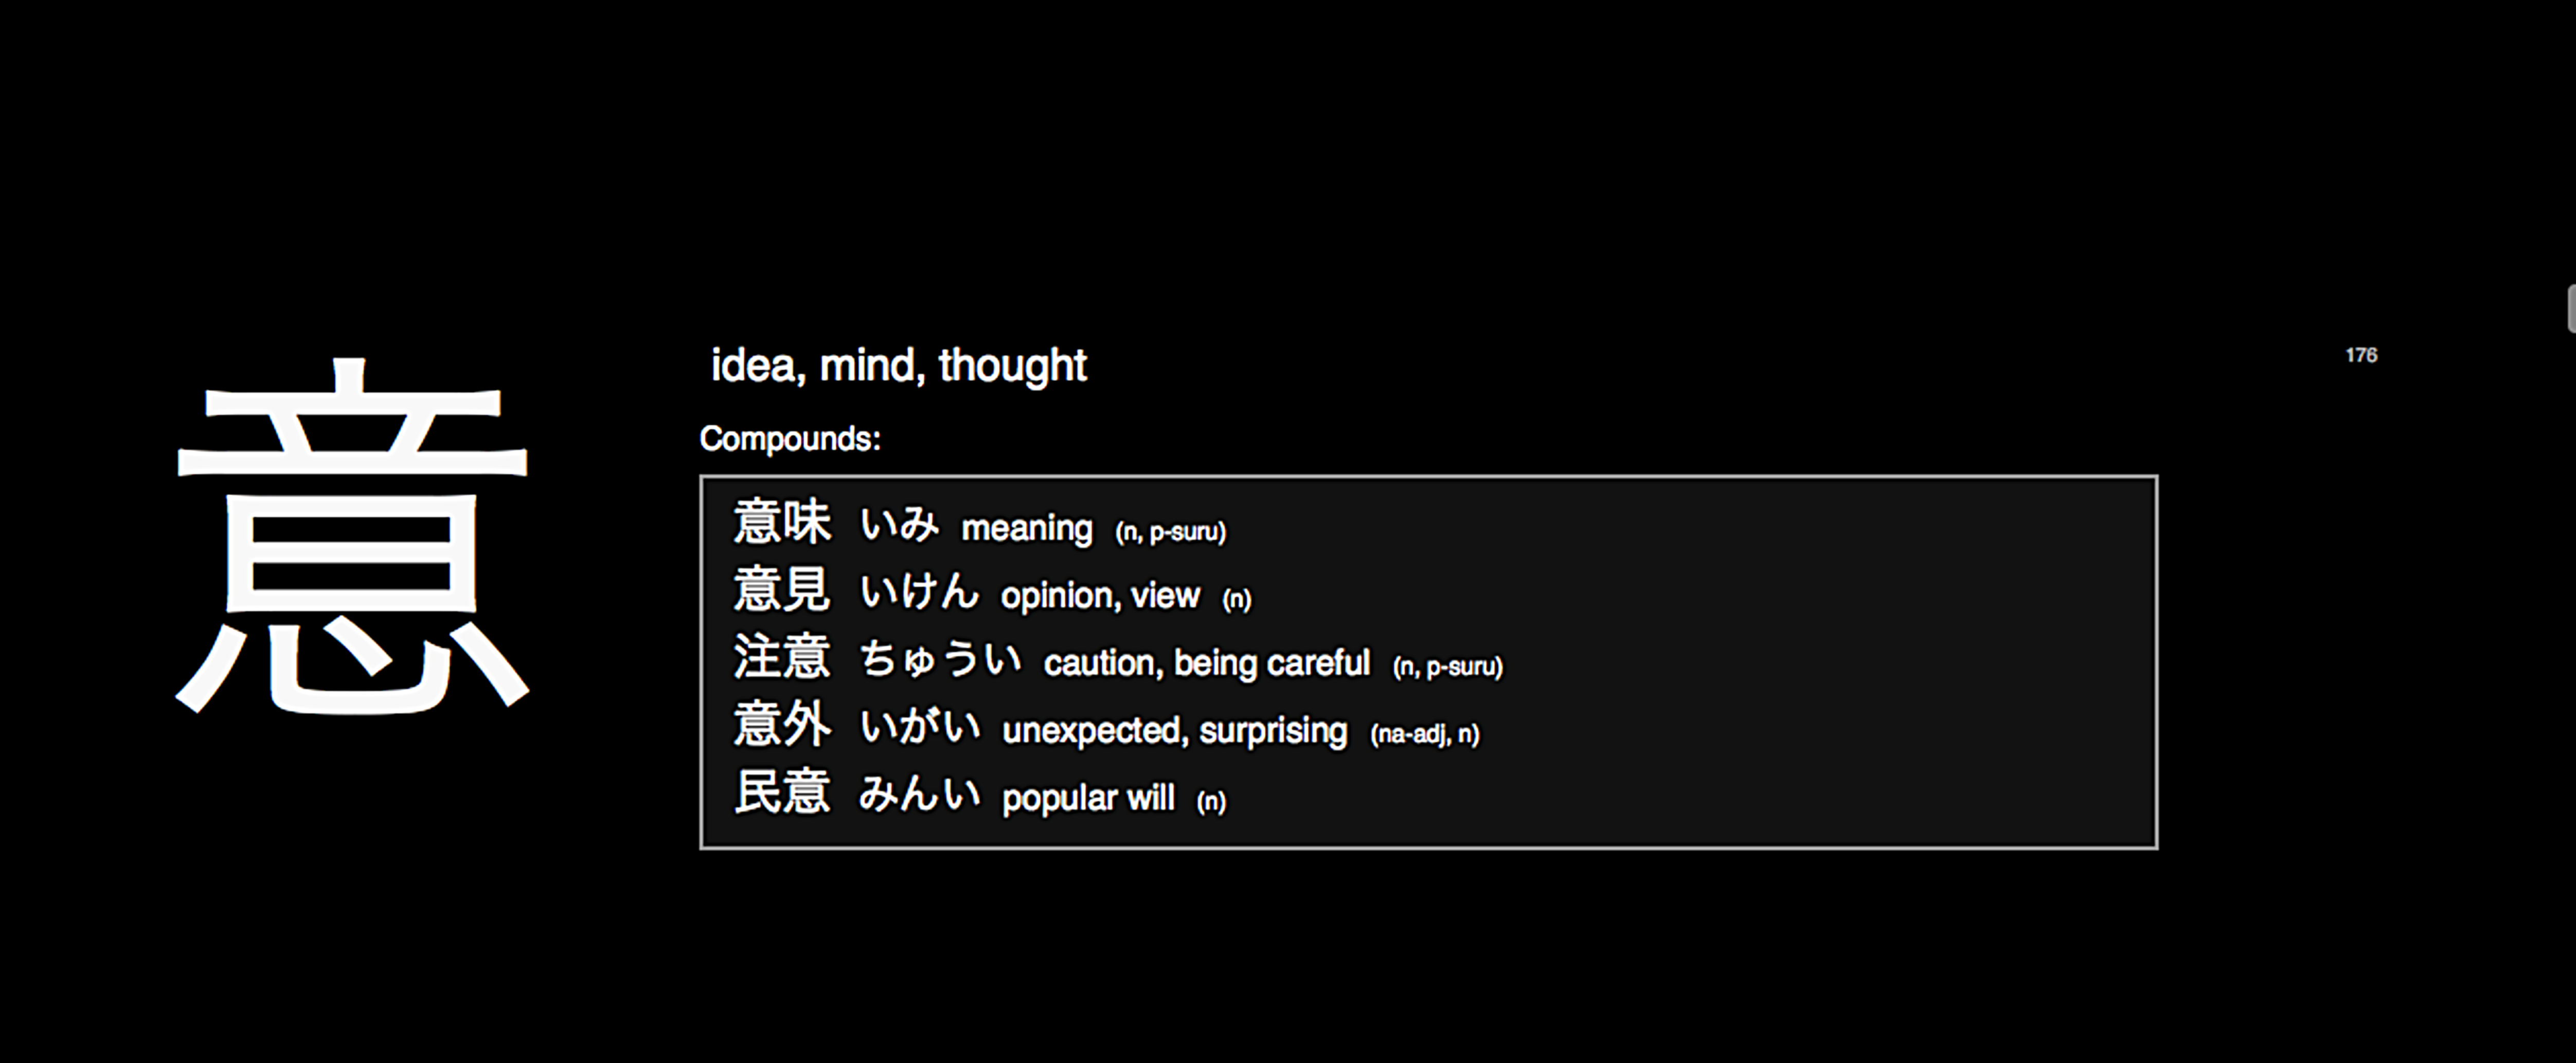 意
idea, mind, thought
176
Compounds:
意味 いみ meaning (n, p-suru)
意見 いけん opinion, view (n)
注意 ちゅうい caution, being careful (n, p-suru)
意外 いがい unexpected, surprising (na-adj, n)
民意 みんい popular will (n)